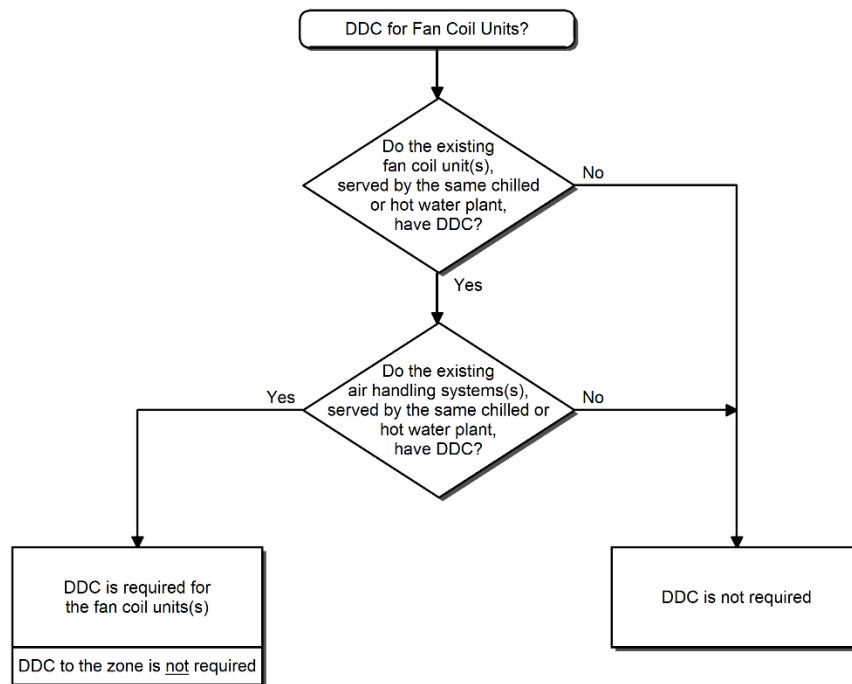 DDC for Fan Coil Units?
Do the existing
fan coil unit(s),
served by the same chilled
or hot water plant,
have DDC?
No
Yes
Do the existing
air handling systems(s),
served by the same chilled or
hot water plant,
have DDC?
Yes
No
DDC is required for
the fan coil units(s)
DDC to the zone is not required
DDC is not required